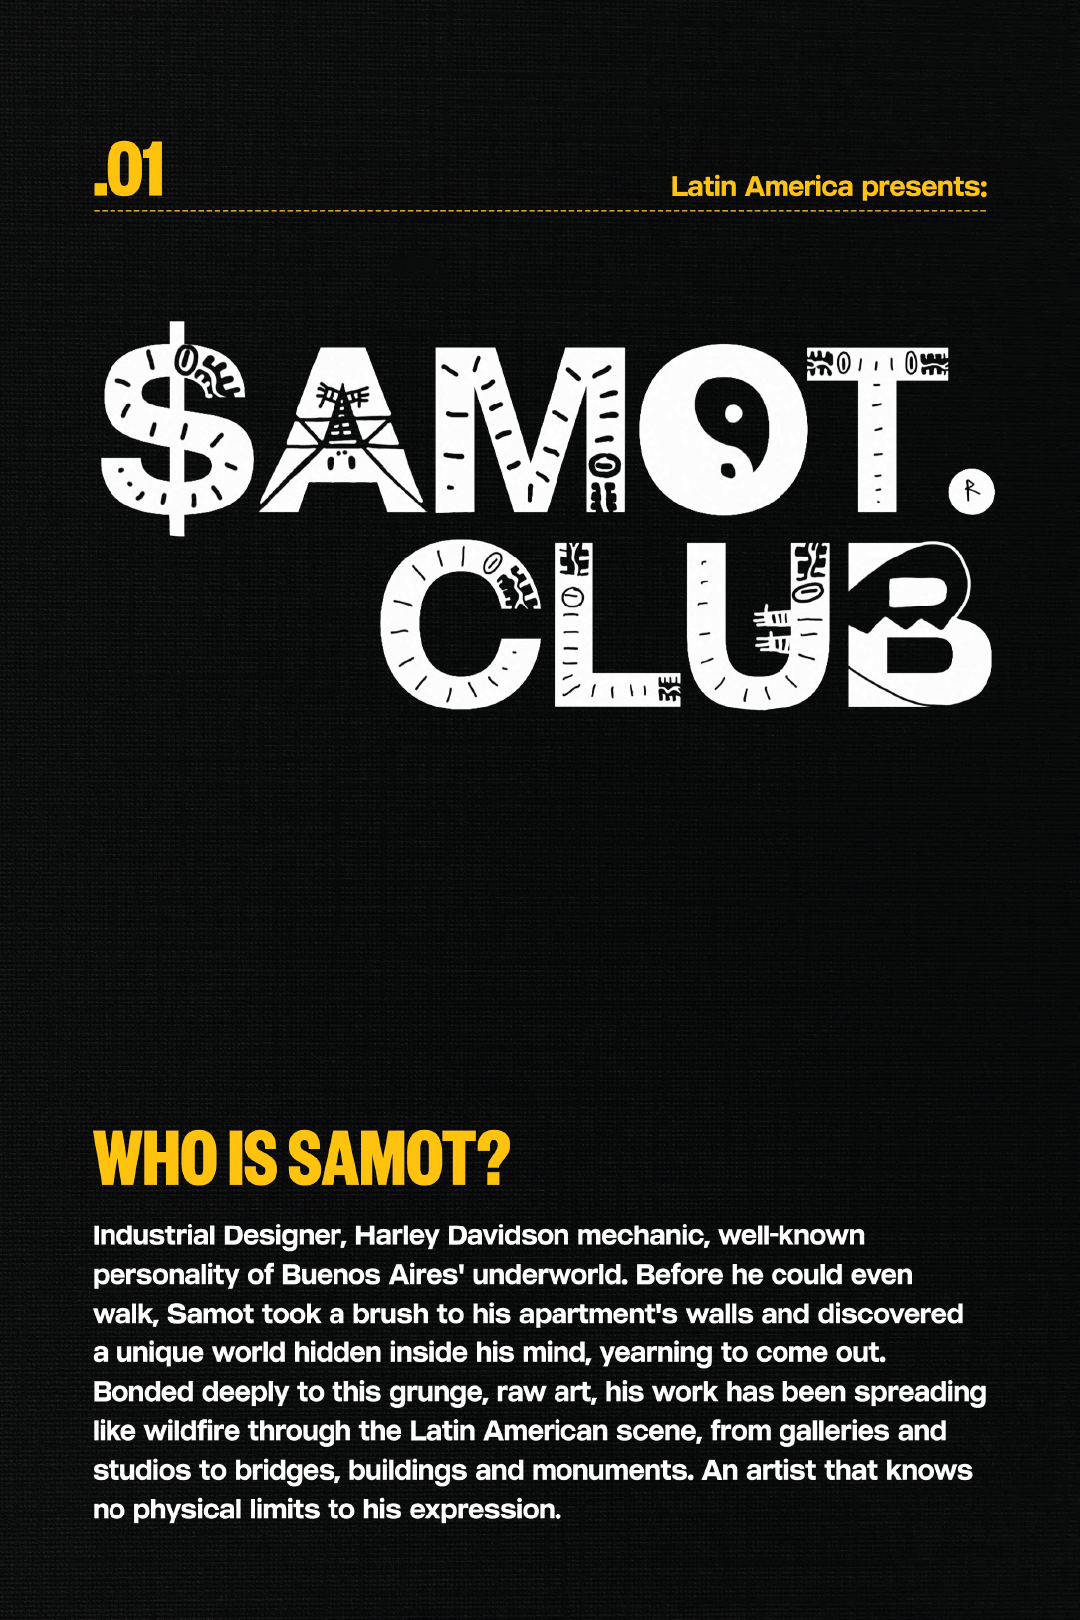 .01
Latin America presents:
$AMOT.
R
CLUB
WHO IS SAMOT?
Industrial Designer, Harley Davidson mechanic, well-known
personality of Buenos Aires' underworld. Before he could even
walk, Samot took a brush to his apartment's walls and discovered
a unique world hidden inside his mind, yearning to come out.
Bonded deeply to this grunge, raw art, his work has been spreading
like wildfire through the Latin American scene, from galleries and
studios to bridges, buildings and monuments. An artist that knows
no physical limits to his expression.